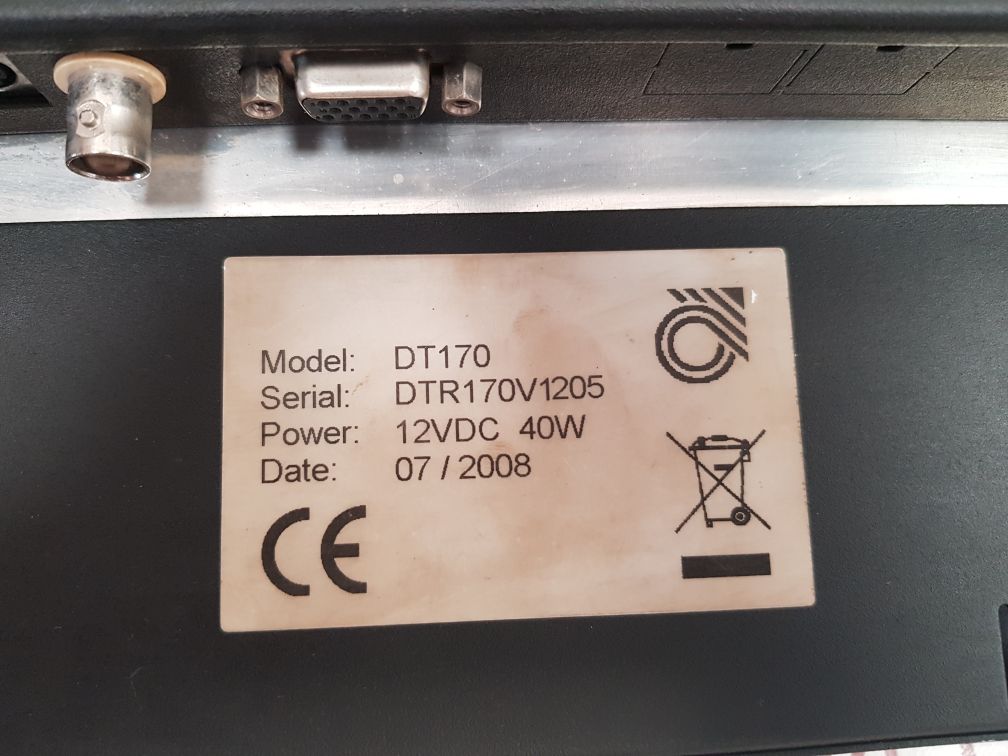 Model: DT170
Serial: DTR170V1205
Power: 12VDC 40W
Date: 07 / 2008
CE